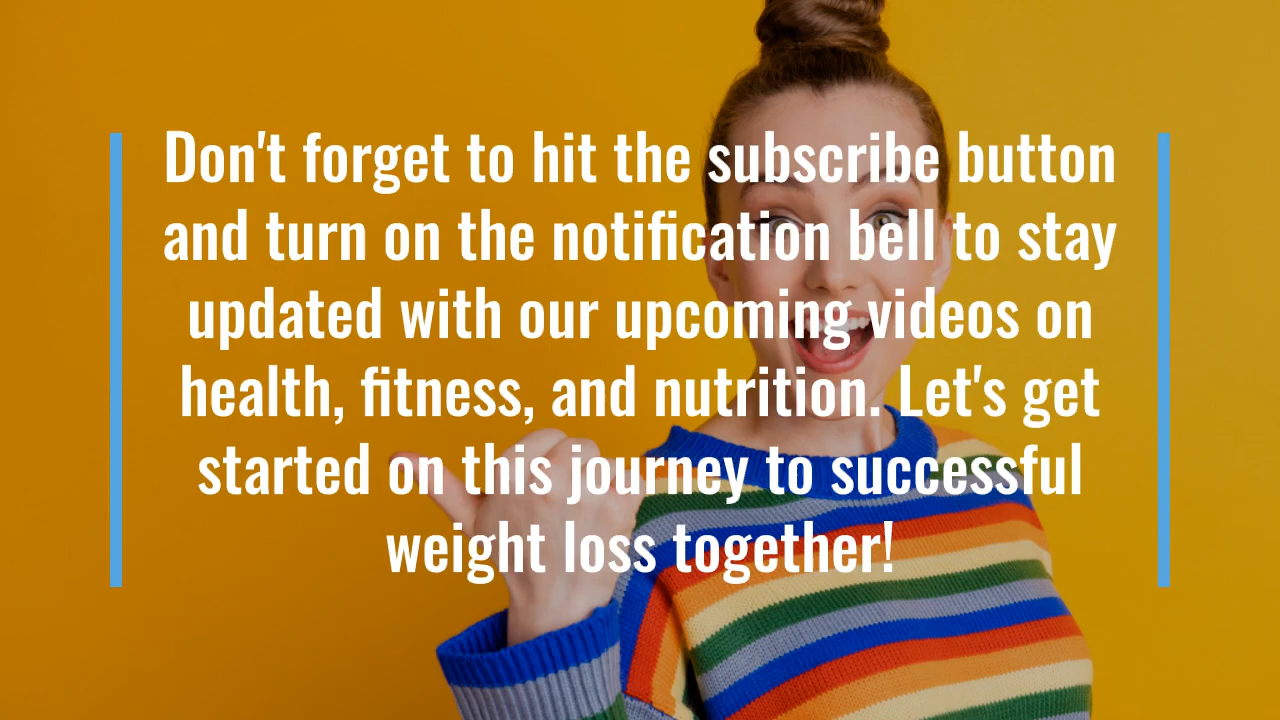 Don't forget to hit the subscribe button
and turn on the notification bell to stay
updated with our upcoming videos on
health, fitness, and nutrition. Let's get
started on this journey to successful
weight loss together!